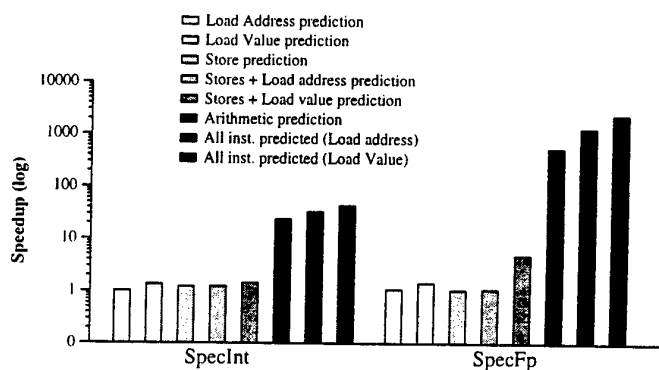 Load Address prediction
Load Value prediction
Store prediction
Stores + Load address prediction
Stores + Load value prediction
Arithmetic prediction
All inst. predicted (Load address)
All inst. predicted (Load Value)
Speedup (log)
10000
1000
100
10
1
0
SpecInt
SpecFp